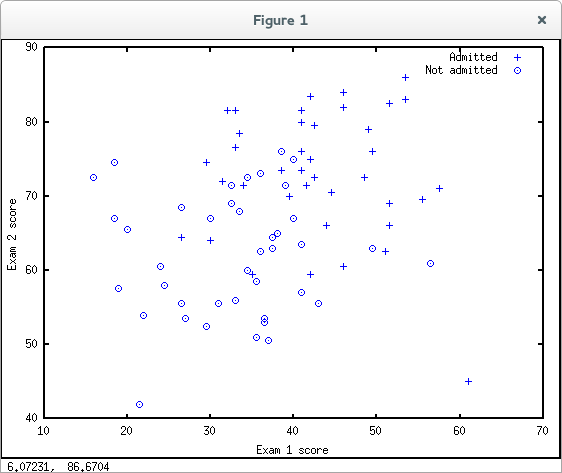 Figure 1
×
90
Admitted
Not admitted
80
70
60
50
40
Exam 2 score
10 20 30 40 50 60 70
Exam 1 score
6.07231, 86.6704